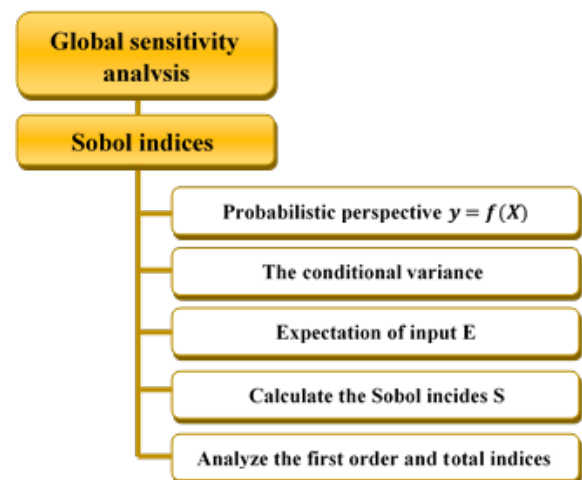 Global sensitivity
analvsis
Sobol indices
Probabilistic perspective y = f(X)
The conditional variance
Expectation of input E
Calculate the Sobol incides S
Analyze the first order and total indices